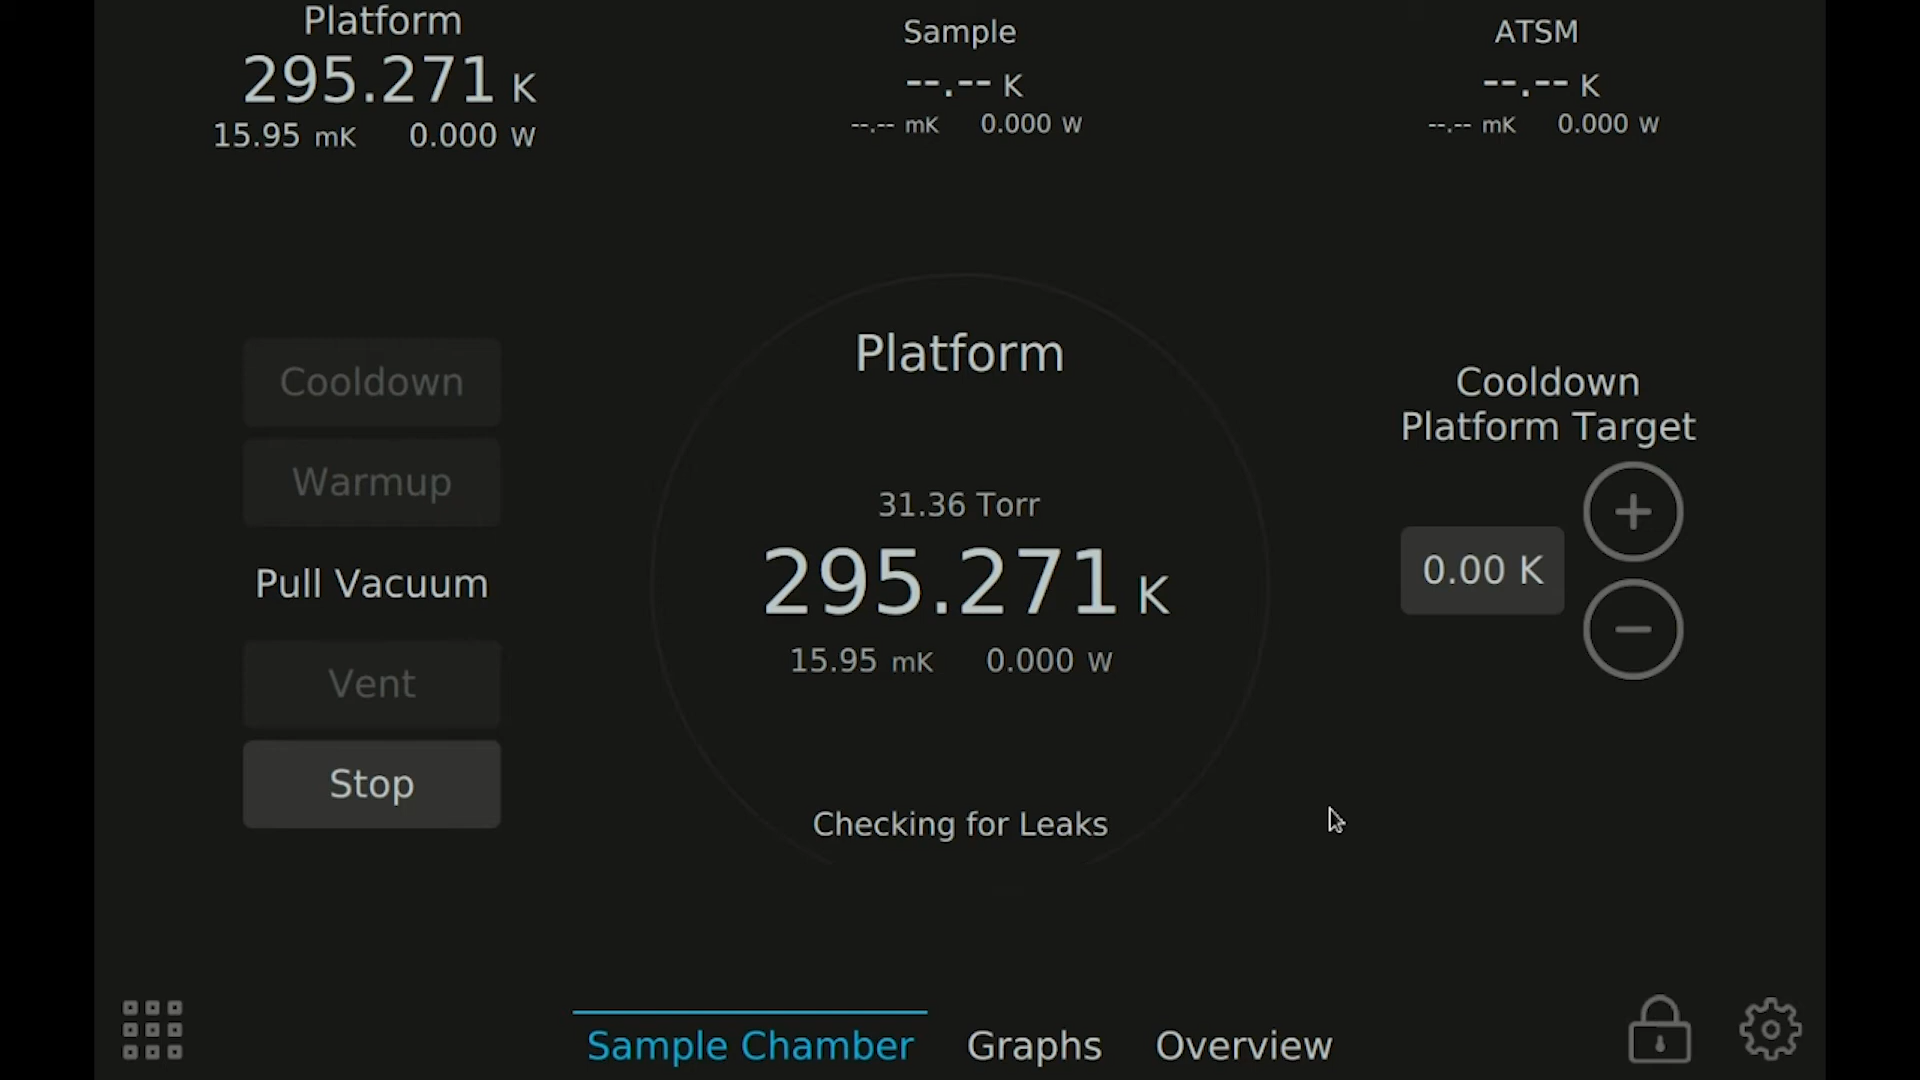 Platform
295.271 K
15.95 mK 0.000 W
Sample
--.-- K
--.-- mK 0.000 W
ATSM
--.-- K
--.-- mK 0.000 W
Cooldown
Warmup
Pull Vacuum
Vent
Stop
Platform
31.36 Torr
295.271 K
15.95 mK 0.000 W
Checking for Leaks
Cooldown
Platform Target
+
0.00 K
−
Sample Chamber Graphs Overview